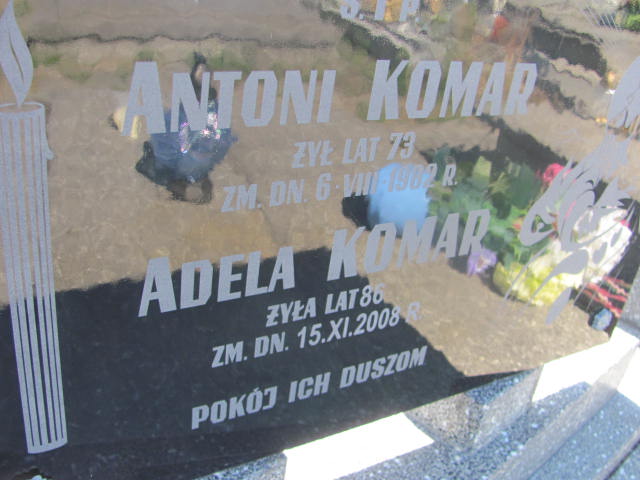 Ś.†P.
ANTONI KOMAR
ŻYŁ LAT 73
ZM. DN. 6 VIII 1992 R.
ADELA KOMAR
ŻYŁA LAT 86
ZM. DN. 15.XI.2008 R.
POKÓJ ICH DUSZOM